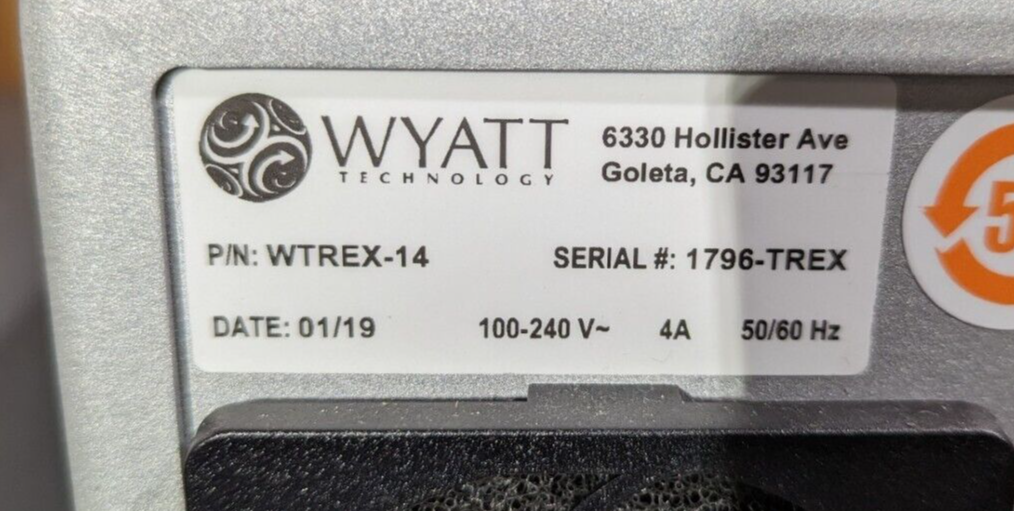 WYATT
TECHNOLOGY
6330 Hollister Ave
Goleta, CA 93117
P/N: WTREX-14 SERIAL #: 1796-TREX
DATE: 01/19 100-240 V~ 4A 50/60 Hz
5